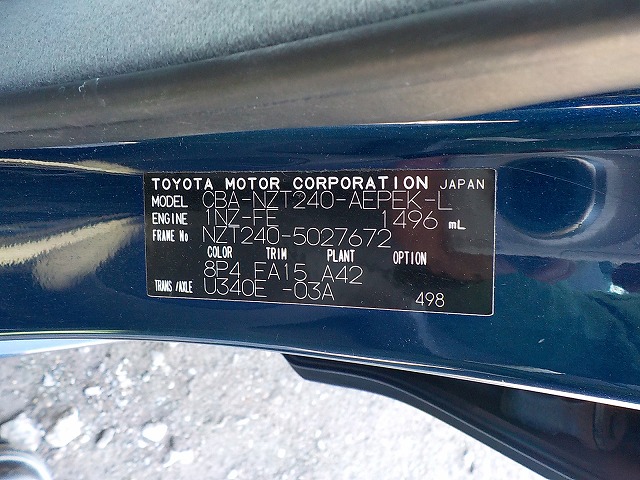 TOYOTA MOTOR CORPORATION JAPAN
MODEL CBA-NZT240-AEPEK-L
ENGINE 1NZ-FE 1496 mL
FRAME No NZT240-5027672
COLOR TRIM PLANT OPTION
8P4 FA15 A42
TRANS/AXLE U340E -03A 498